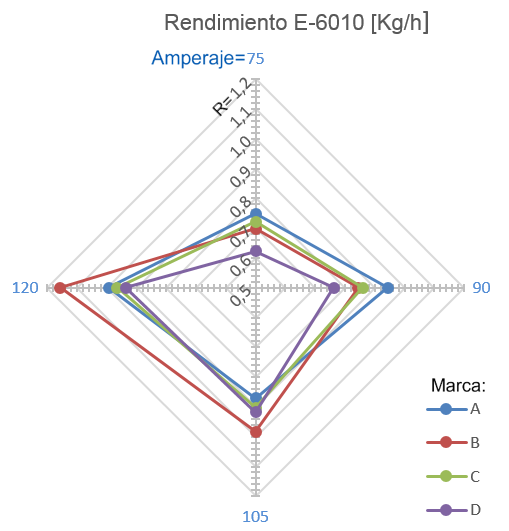 Rendimiento E-6010 [Kg/h]
Amperaje=75
R=1,2
1,1
1,0
0,9
0,8
0,7
0,6
0,5
120
90
105
Marca:
A
B
C
D